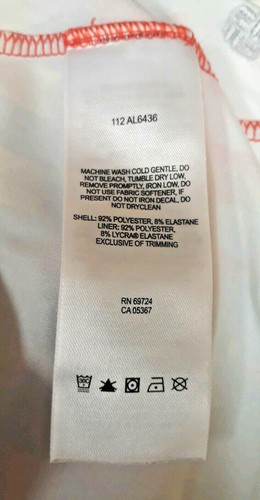 112 AL6436
MACHINE WASH COLD GENTLE, DO
NOT BLEACH, TUMBLE DRY LOW,
REMOVE PROMPTLY, IRON LOW, DO
NOT USE FABRIC SOFTENER, IF
PRESENT DO NOT IRON DECAL, DO
NOT DRYCLEAN
SHELL: 92% POLYESTER, 8% ELASTANE
LINER: 92% POLYESTER,
8% LYCRA® ELASTANE
EXCLUSIVE OF TRIMMING
RN 69724
CA 05367